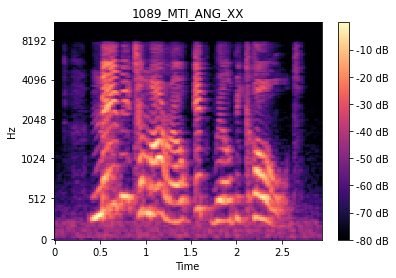 1089_MTI_ANG_XX
8192
4096
2048
1024
512
0
Hz
0 0.5 1 1.5 2 2.5
Time
-10 dB
-20 dB
-30 dB
-40 dB
-50 dB
-60 dB
-70 dB
-80 dB